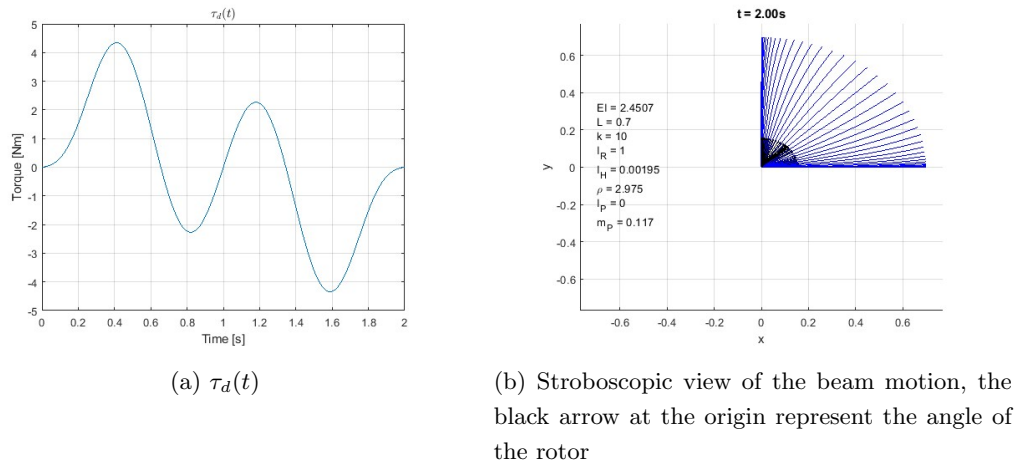 τ_d(t)
5
4
3
2
1
0
-1
-2
-3
-4
-5
Torque [Nm]
0 0.2 0.4 0.6 0.8 1 1.2 1.4 1.6 1.8 2
Time [s]
(a) τ_d(t)
t = 2.00s
0.6
0.4
0.2
0
-0.2
-0.4
-0.6
y
EI = 2.4507
L = 0.7
k = 10
I_R = 1
I_H = 0.00195
ρ = 2.975
I_P = 0
m_P = 0.117
-0.6 -0.4 -0.2 0 0.2 0.4 0.6
x
(b) Stroboscopic view of the beam motion, the
black arrow at the origin represent the angle of
the rotor